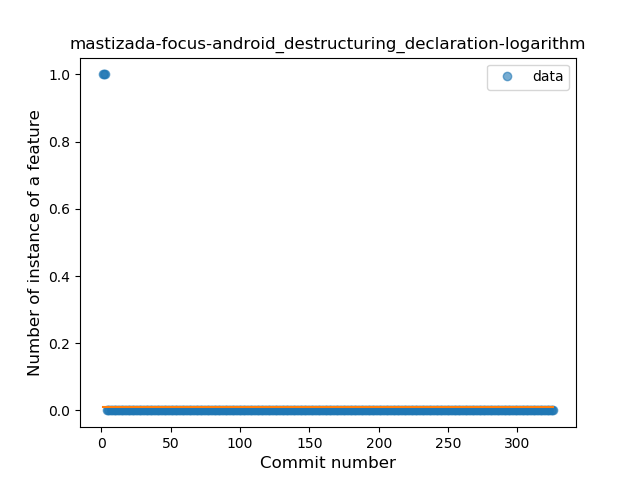 mastizada-focus-android_destructuring_declaration-logarithm
data
Number of instance of a feature
1.0
0.8
0.6
0.4
0.2
0.0
0 50 100 150 200 250 300
Commit number